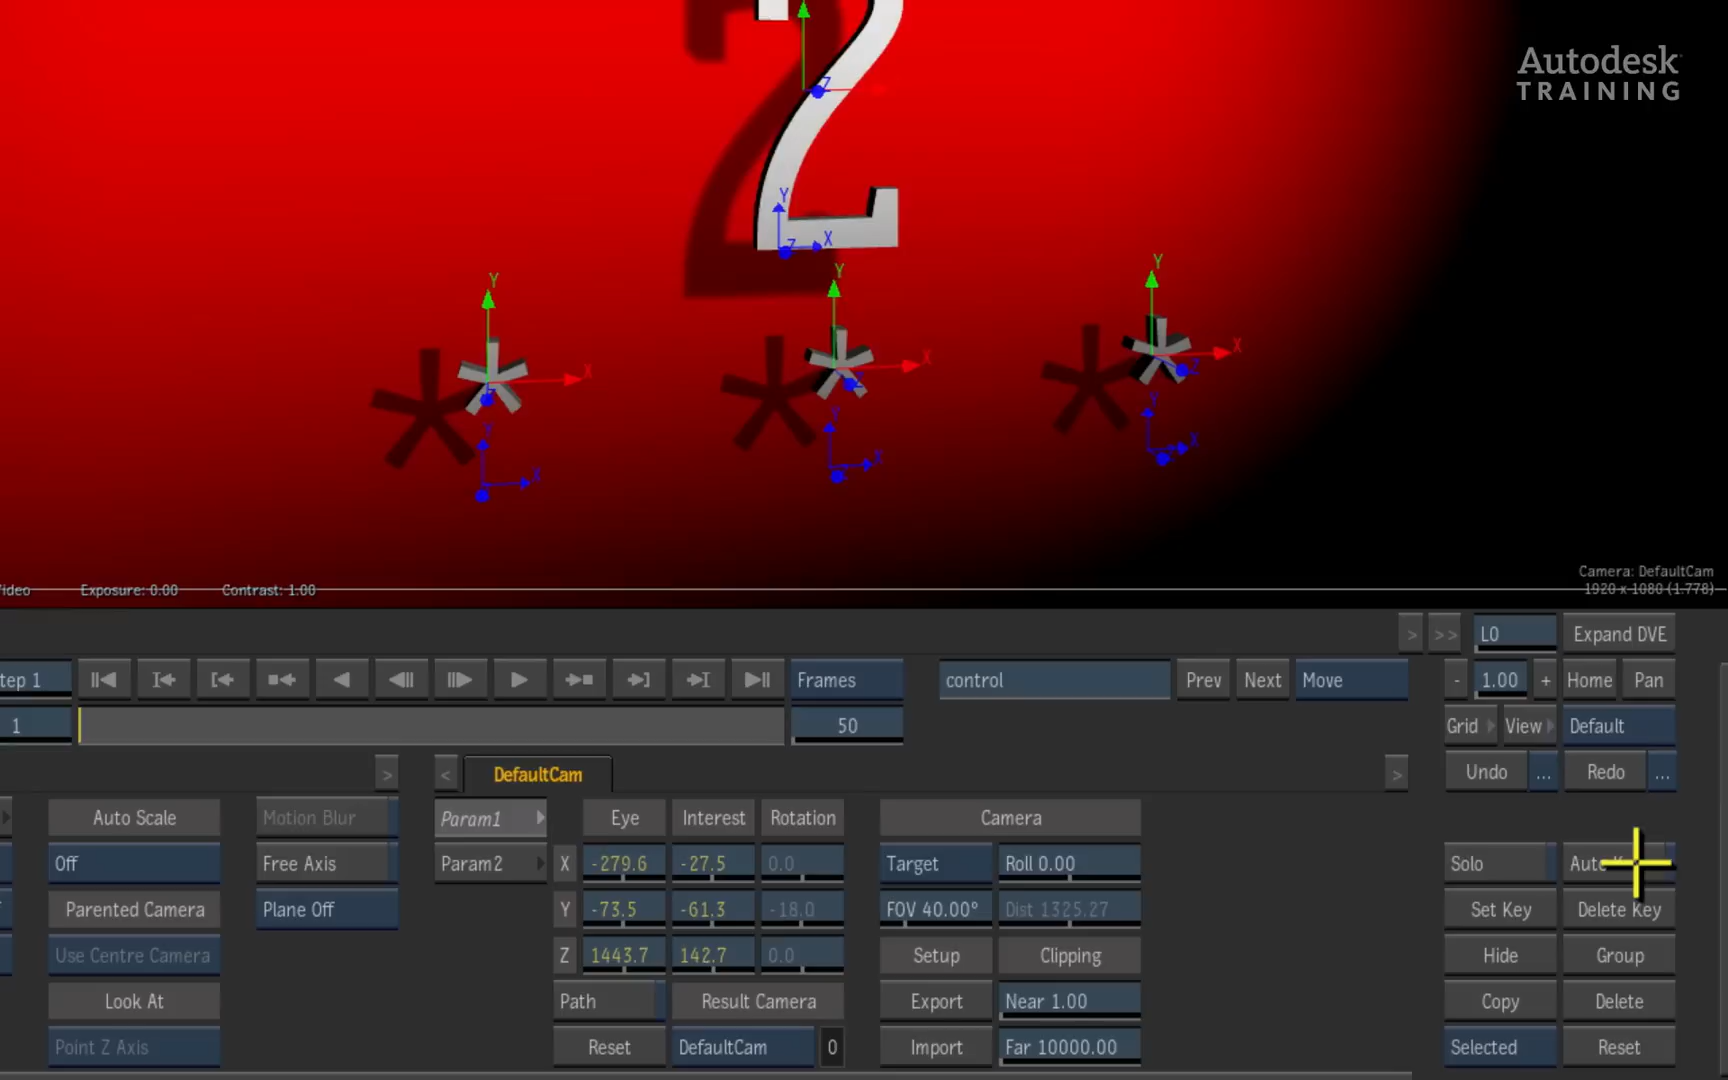 2
Autodesk
TRAINING
Z
Y
X
Z
Y
X
Y
X
Z
Y
X
Y
X
Z
Y
X
Y
X
Z
Y
X
Exposure: 0.00 Contrast: 1.00
Camera: DefaultCam
1920 x 1080 (1.778)
> >> L0 Expand DVE
tep 1 Frames control Prev Next Move - 1.00 + Home Pan
1 50 Grid View Default
> < DefaultCam > Undo ... Redo ...
Auto Scale Motion Blur Param1 Eye Interest Rotation Camera
Off Free Axis Param2 X -279.6 -27.5 0.0 Target Roll 0.00 Solo
Parented Camera Plane Off Y -73.5 -61.3 -18.0 FOV 40.00° Dist 1325.27 Set Key Delete Key
Use Centre Camera Z 1443.7 142.7 0.0 Setup Clipping Hide Group
Look At Path Result Camera Export Near 1.00 Copy Delete
Point Z Axis Reset DefaultCam 0 Import Far 10000.00 Selected Reset